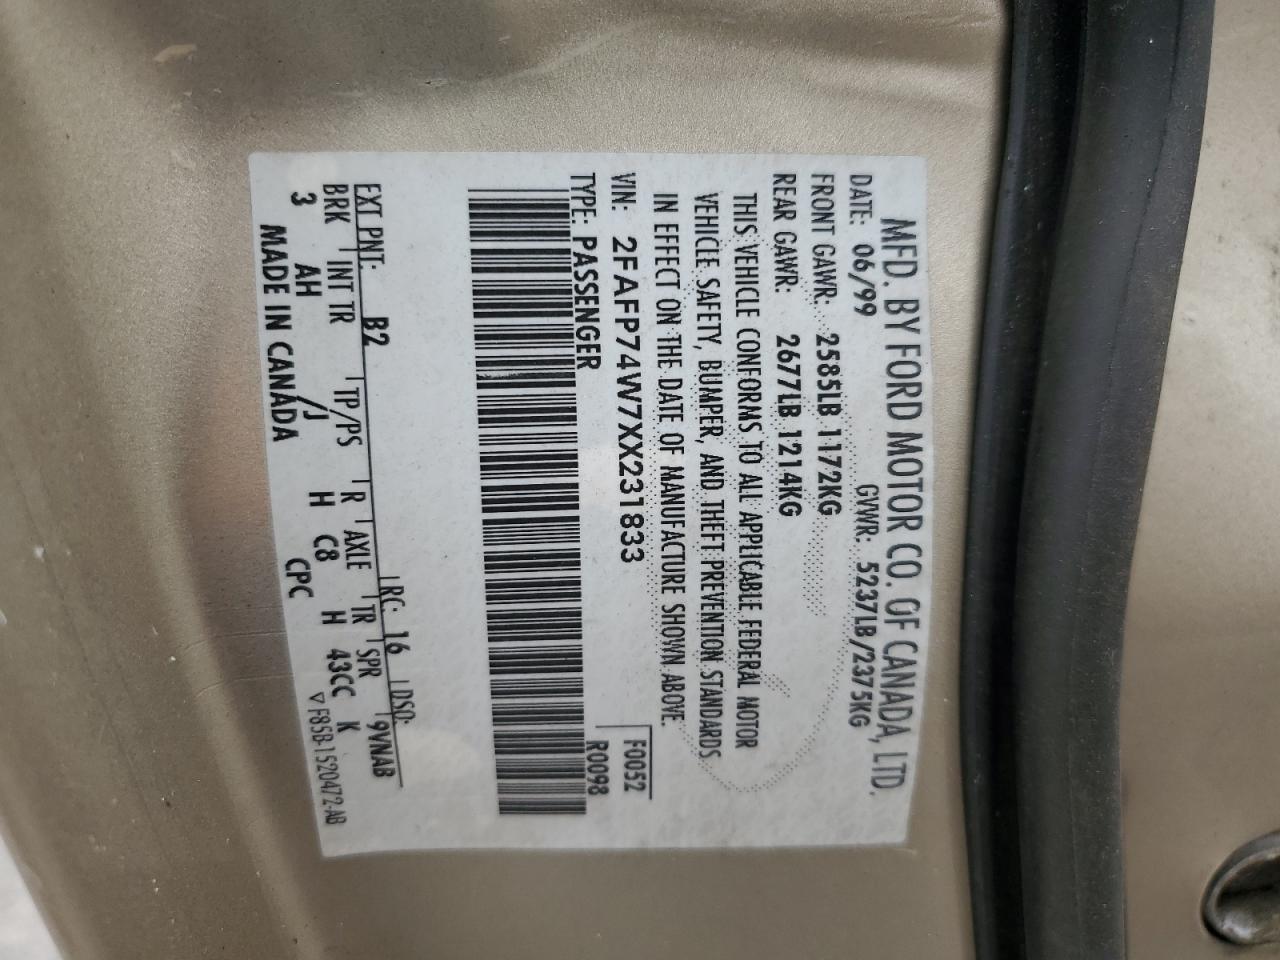 MFD. BY FORD MOTOR CO. OF CANADA, LTD.
DATE: 06/99 GVWR: 5237LB/2375KG
FRONT GAWR: 2585LB 1172KG
REAR GAWR: 2677LB 1214KG
THIS VEHICLE CONFORMS TO ALL APPLICABLE FEDERAL MOTOR
VEHICLE SAFETY, BUMPER, AND THEFT PREVENTION STANDARDS
IN EFFECT ON THE DATE OF MANUFACTURE SHOWN ABOVE.
VIN: 2FAFP74W7XX231833 F0052
TYPE: PASSENGER R0098
EXT PNT: B2 RC: 16 DSO:
BRK INT TR TP/PS R AXLE TR SPR 9VNAB
3 AH /J H C8 H 43CC K
MADE IN CANADA CPC F85B-1520472-AB